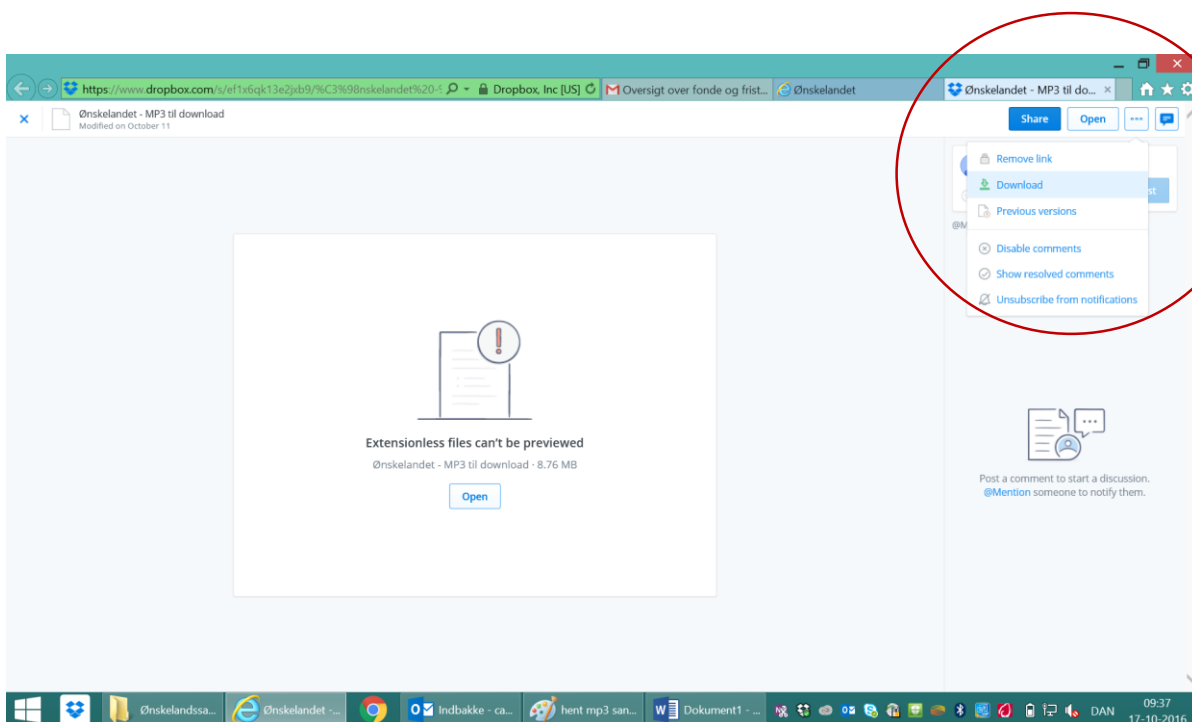 https://www.dropbox.com/s/ef1x6qk13e2jxb9/%C3%98nskelandet%20-
Dropbox, Inc [US]
Oversigt over fonde og frist...
Ønskelandet
Ønskelandet - MP3 til do...
Ønskelandet - MP3 til download
Modified on October 11
Share
Open
Remove link
Download
Previous versions
Disable comments
Show resolved comments
Unsubscribe from notifications
Extensionless files can't be previewed
Ønskelandet - MP3 til download · 8.76 MB
Open
Post a comment to start a discussion.
@Mention someone to notify them.
Ønskelandssa...
Ønskelandet -...
Indbakke - ca...
hent mp3 san...
Dokument1 - ...
DAN
09:37
17-10-2016